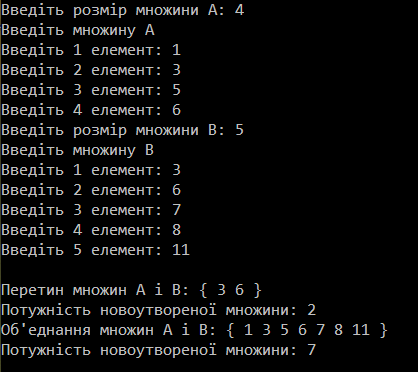 Введіть розмір множини A: 4
Введіть множину A
Введіть 1 елемент: 1
Введіть 2 елемент: 3
Введіть 3 елемент: 5
Введіть 4 елемент: 6
Введіть розмір множини B: 5
Введіть множину B
Введіть 1 елемент: 3
Введіть 2 елемент: 6
Введіть 3 елемент: 7
Введіть 4 елемент: 8
Введіть 5 елемент: 11
Перетин множин A і B: { 3 6 }
Потужність новоутвореної множини: 2
Об'єднання множин A і B: { 1 3 5 6 7 8 11 }
Потужність новоутвореної множини: 7